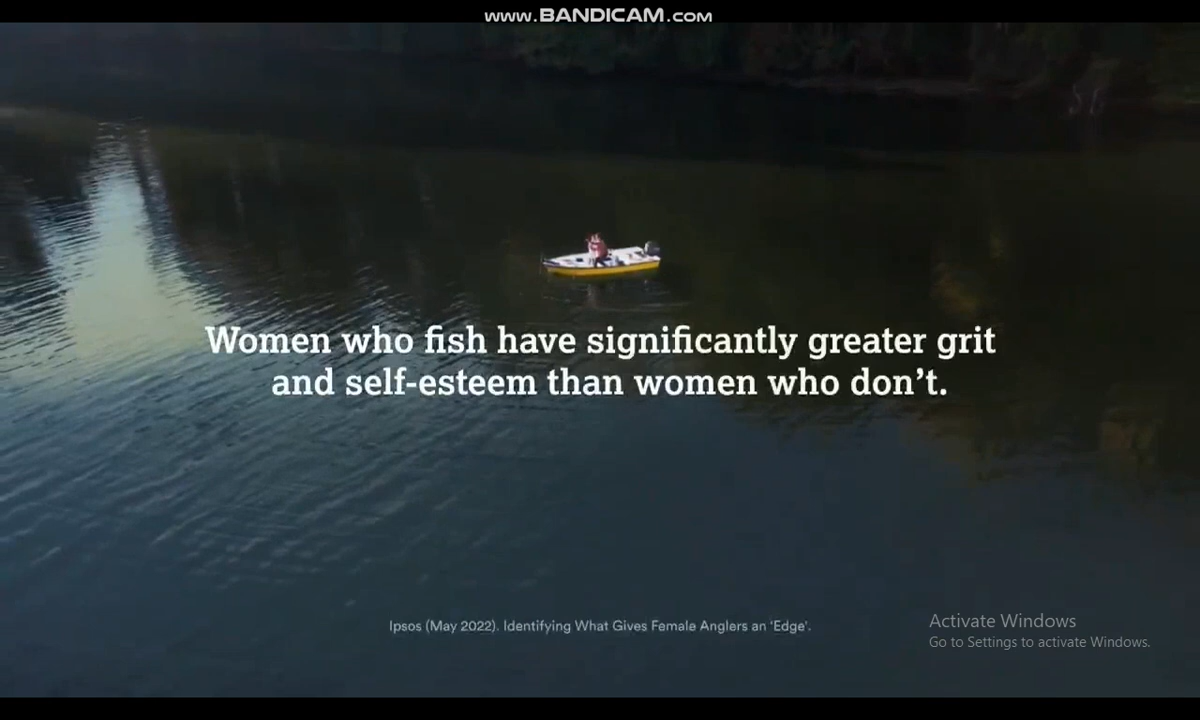 www.BANDICAM.com
Women who fish have significantly greater grit
and self-esteem than women who don’t.
Ipsos (May 2022). Identifying What Gives Female Anglers an ‘Edge’.
Activate Windows
Go to Settings to activate Windows.